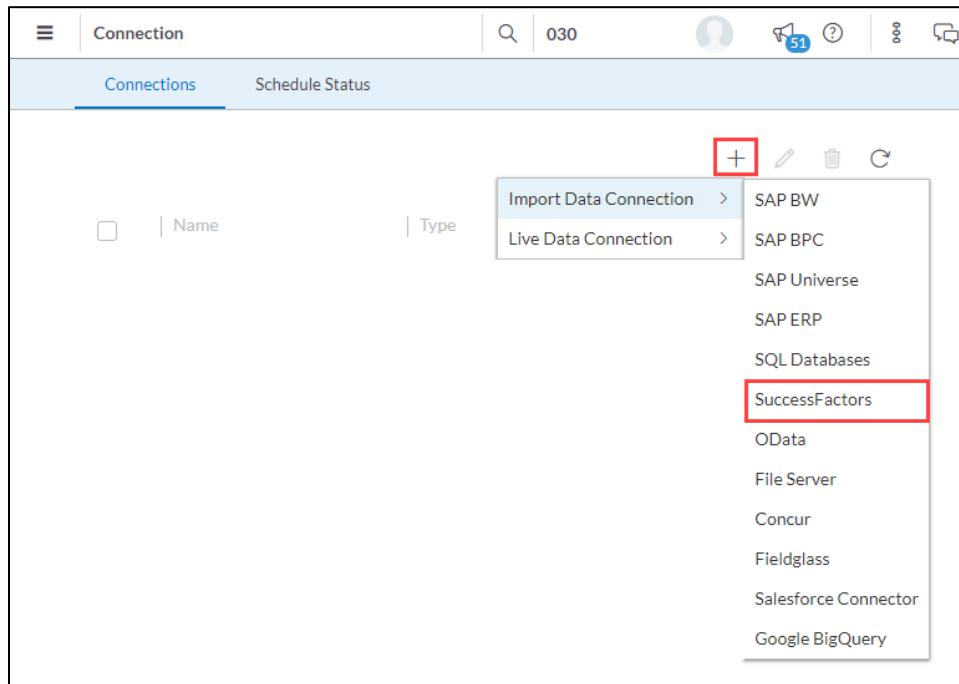 Connection
030
51
Connections
Schedule Status
Name
Type
Import Data Connection
Live Data Connection
SAP BW
SAP BPC
SAP Universe
SAP ERP
SQL Databases
SuccessFactors
OData
File Server
Concur
Fieldglass
Salesforce Connector
Google BigQuery